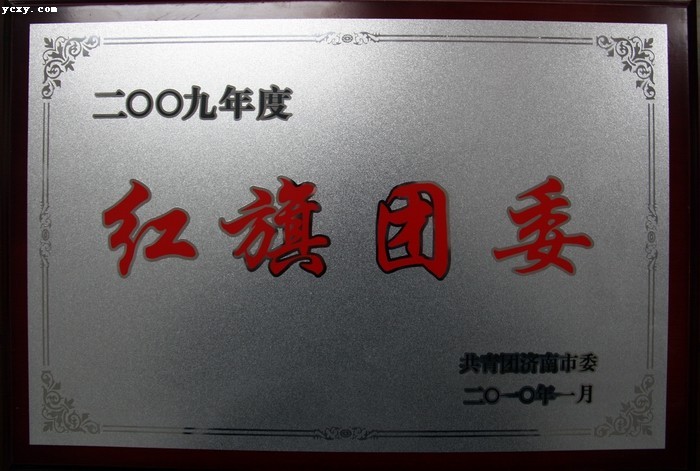 ycxy.com
二〇〇九年度
红旗团委
共青团济南市委
二〇一〇年一月